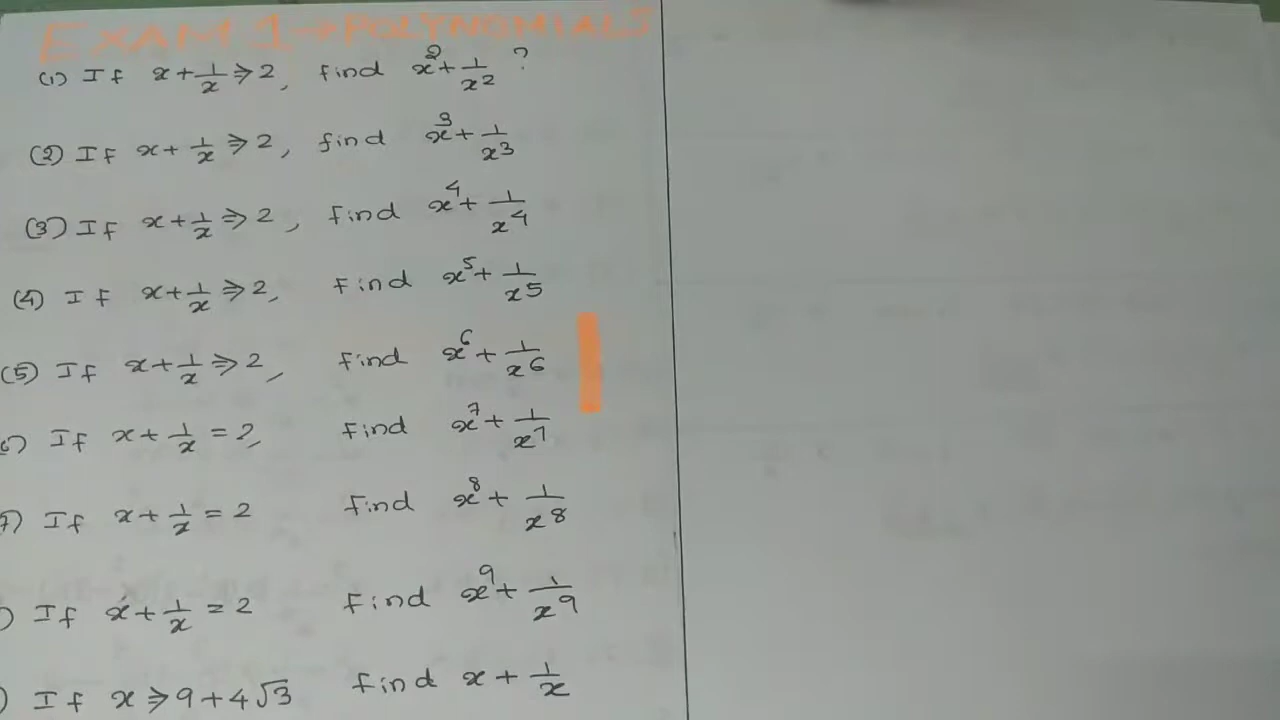 EXAM 1→POLYNOMIALS
(1) If x + 1/x ⩾ 2, find x² + 1/x² ?
(2) If x + 1/x ⩾ 2, find x³ + 1/x³
(3) If x + 1/x ⩾ 2, find x⁴ + 1/x⁴
(4) If x + 1/x ⩾ 2, find x⁵ + 1/x⁵
(5) If x + 1/x ⩾ 2, find x⁶ + 1/x⁶
6) If x + 1/x = 2, find x⁷ + 1/x⁷
7) If x + 1/x = 2 find x⁸ + 1/x⁸
) If x + 1/x = 2 find x⁹ + 1/x⁹
) If x ⩾ 9 + 4√3 find x + 1/x